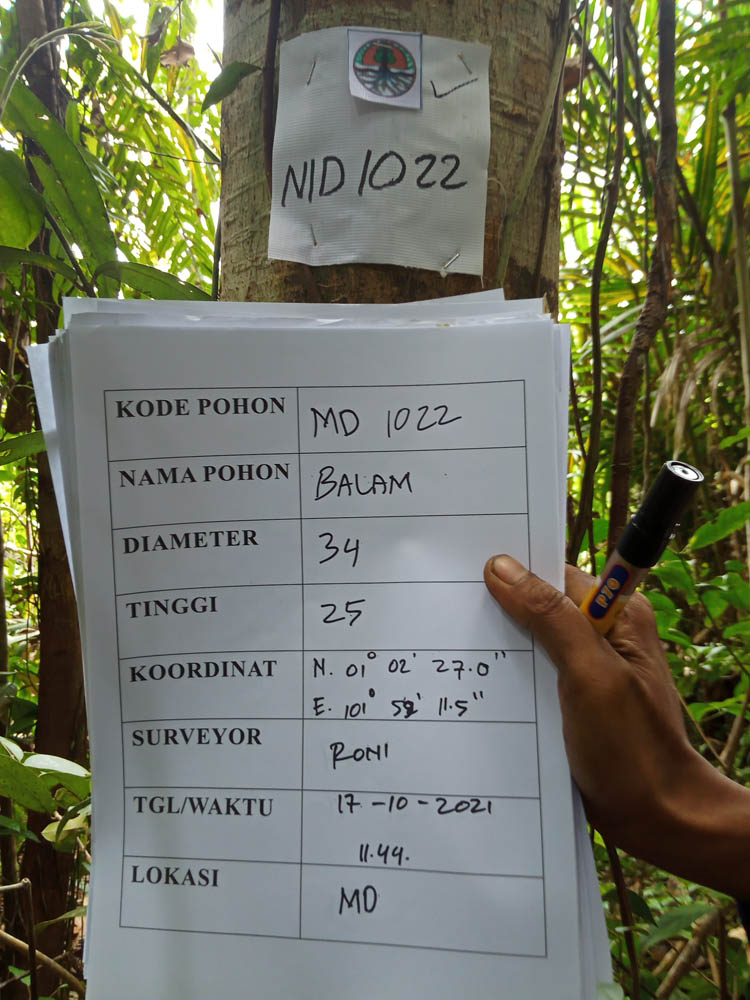 NID 1022
KODE POHON MD 1022
NAMA POHON BALAM
DIAMETER 34
TINGGI 25
KOORDINAT N. 01° 02' 27.0"
E. 101° 52' 11.5"
SURVEYOR RONI
TGL/WAKTU 17-10-2021
11.44.
LOKASI MD